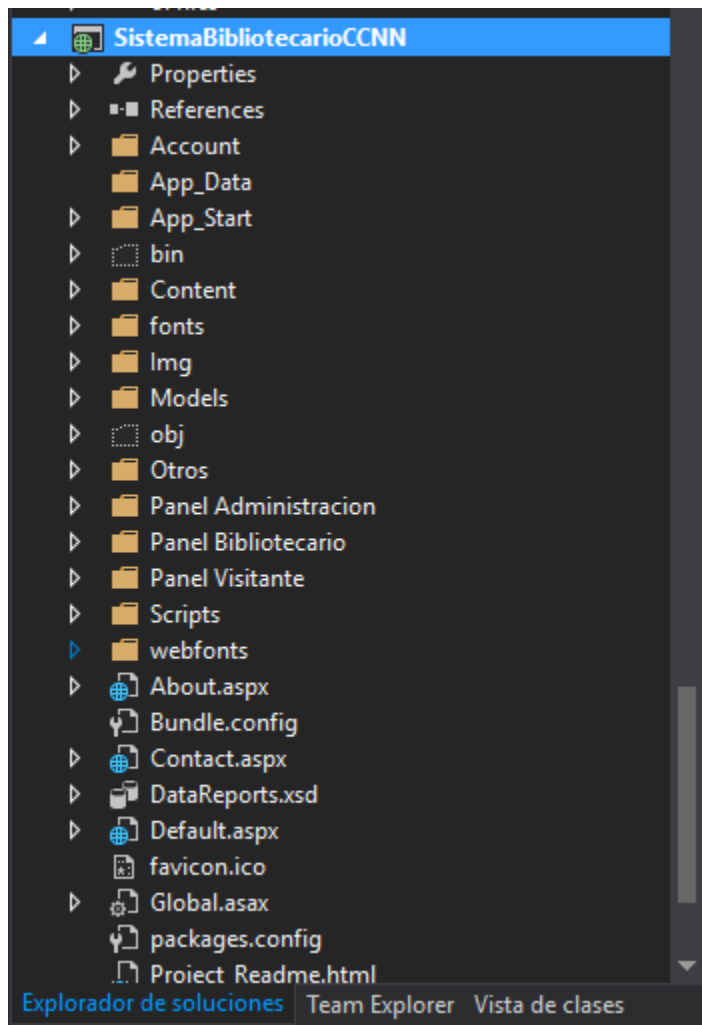 SistemaBibliotecarioCCNN
Properties
References
Account
App_Data
App_Start
bin
Content
fonts
Img
Models
obj
Otros
Panel Administracion
Panel Bibliotecario
Panel Visitante
Scripts
webfonts
About.aspx
Bundle.config
Contact.aspx
DataReports.xsd
Default.aspx
favicon.ico
Global.asax
packages.config
Project_Readme.html
Explorador de soluciones Team Explorer Vista de clases